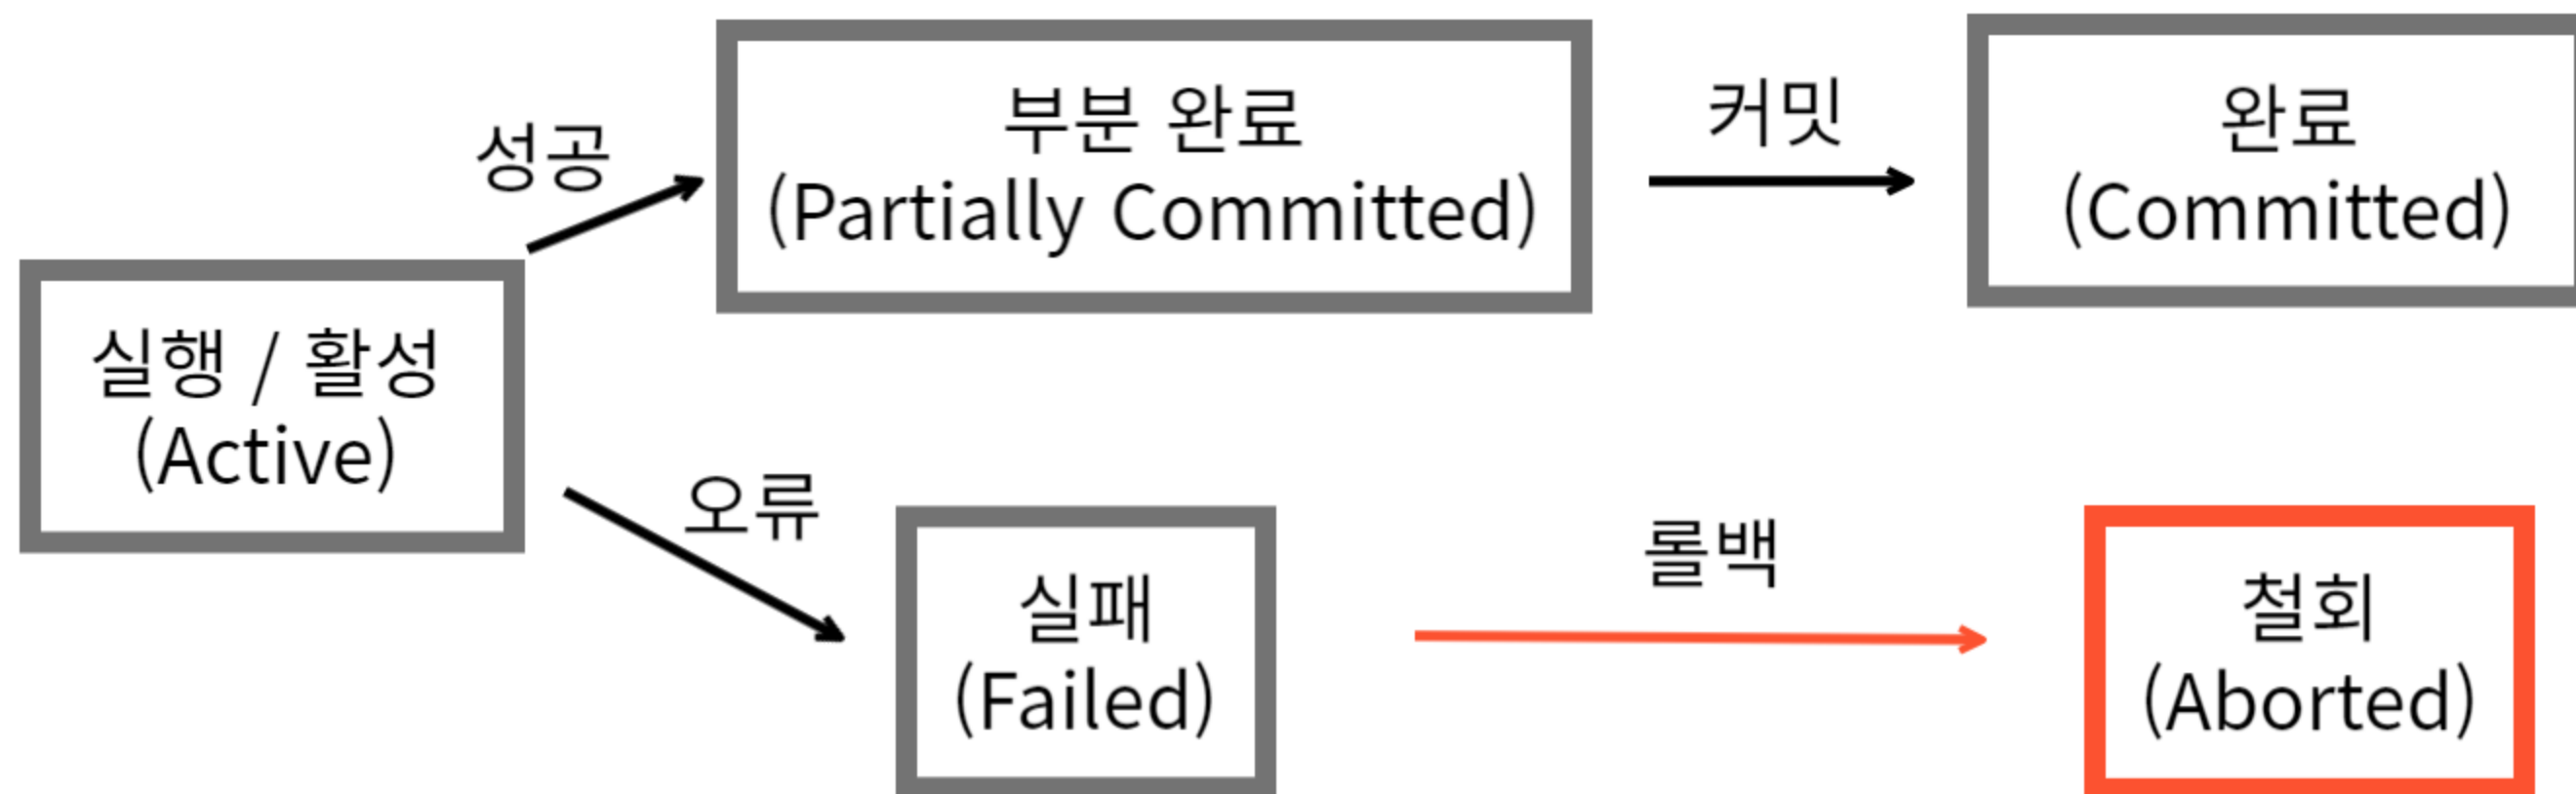 성공
부분 완료
(Partially Committed)
커밋
완료
(Committed)
실행 / 활성
(Active)
오류
실패
(Failed)
롤백
철회
(Aborted)